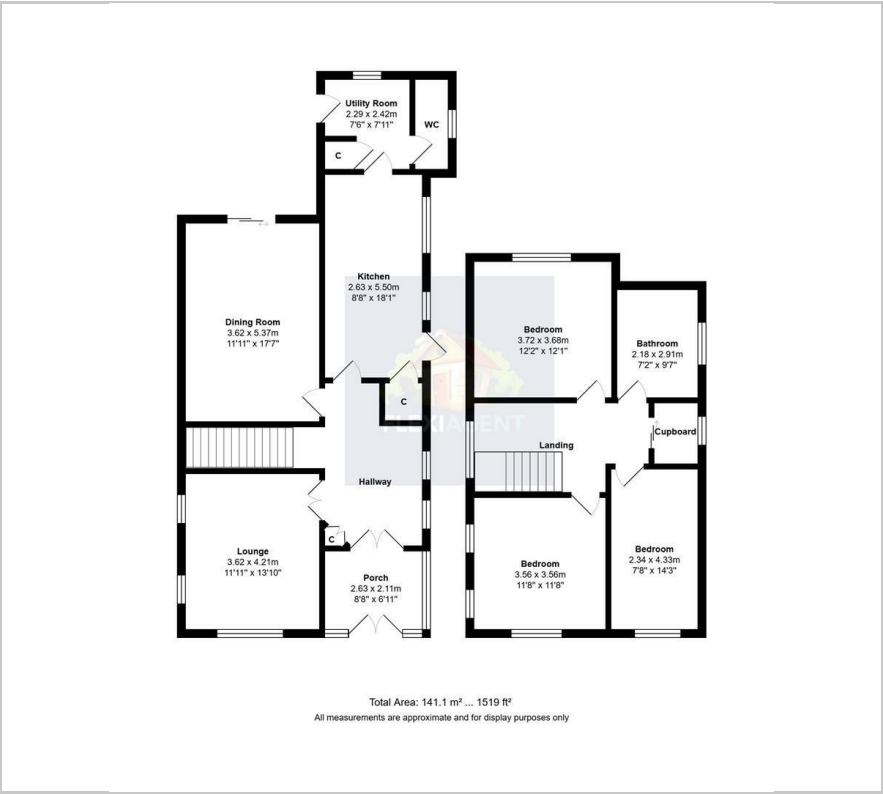 Utility Room
2.29 x 2.42m
7'6" x 7'11"
WC
C
Kitchen
2.63 x 5.50m
8'8" x 18'1"
Dining Room
3.62 x 5.37m
11'11" x 17'7"
C
Hallway
Lounge
3.62 x 4.21m
11'11" x 13'10"
C
Porch
2.63 x 2.11m
8'8" x 6'11"
Bedroom
3.72 x 3.68m
12'2" x 12'1"
Bathroom
2.18 x 2.91m
7'2" x 9'7"
Landing
Cupboard
Bedroom
3.56 x 3.56m
11'8" x 11'8"
Bedroom
2.34 x 4.33m
7'8" x 14'3"
FLEXIAGENT
Total Area: 141.1 m² ... 1519 ft²
All measurements are approximate and for display purposes only